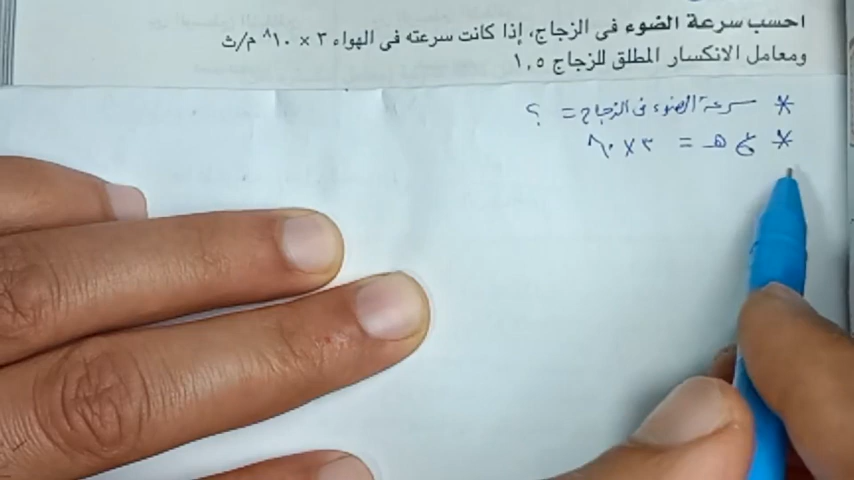 احسب سرعة الضوء فى الزجاج، إذا كانت سرعته فى الهواء ٣ × ١٠^٨ م/ث
ومعامل الانكسار المطلق للزجاج ١,٥
* سرعة الضوء فى الزجاج = ؟
* ع هـ = ٣ × ١٠^٨